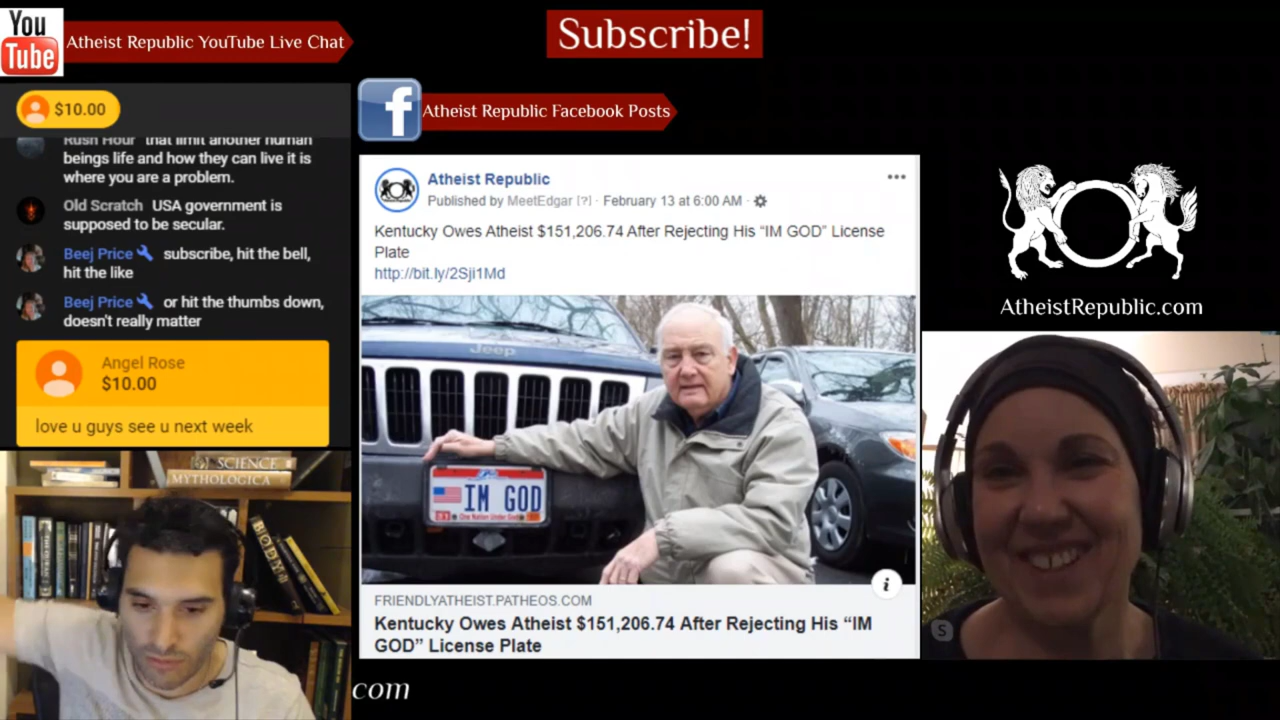 You
Tube
Atheist Republic YouTube Live Chat
Subscribe!
$10.00
Rush Hour that limit another human
beings life and how they can live it is
where you are a problem.
Old Scratch USA government is
supposed to be secular.
Beej Price subscribe, hit the bell,
hit the like
Beej Price or hit the thumbs down,
doesn't really matter
Angel Rose
$10.00
love u guys see u next week
f
Atheist Republic Facebook Posts
Atheist Republic
Published by MeetEdgar [?] · February 13 at 6:00 AM ·
Kentucky Owes Atheist $151,206.74 After Rejecting His “IM GOD” License
Plate
http://bit.ly/2Sji1Md
Jeep
IM GOD
One Nation Under God
i
FRIENDLYATHEIST.PATHEOS.COM
Kentucky Owes Atheist $151,206.74 After Rejecting His “IM
GOD” License Plate
AtheistRepublic.com
S
SCIENCE
MYTHOLOGICA
com